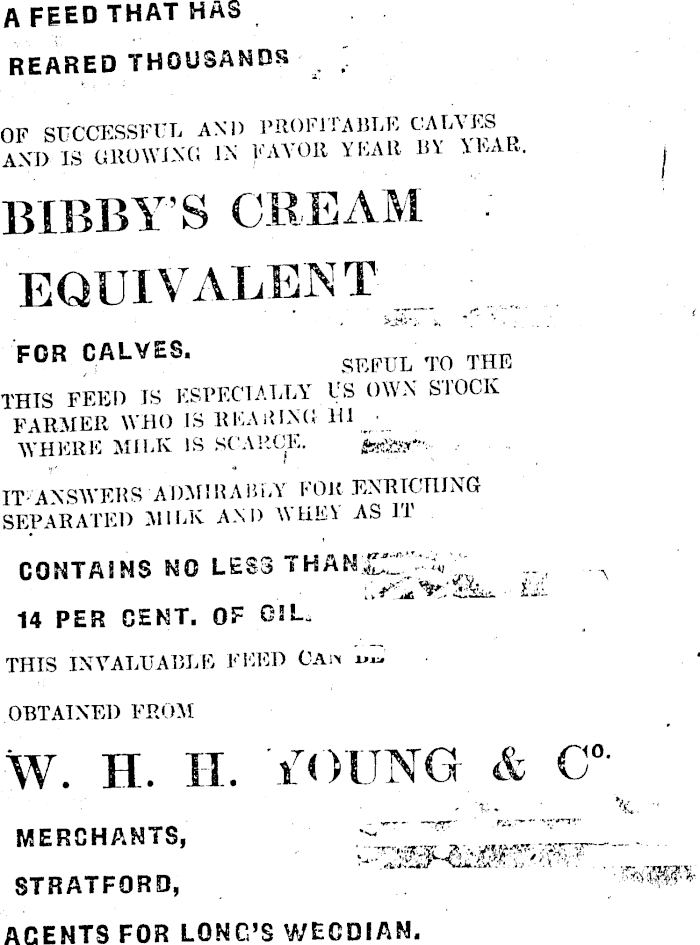 A FEED THAT HAS
REARED THOUSANDS
OF SUCCESSFUL AND PROFITABLE CALVES
AND IS GROWING IN FAVOR YEAR BY YEAR.
BIBBY'S CREAM
EQUIVALENT
FOR CALVES.
SEFUL TO THE
THIS FEED IS ESPECIALLY US OWN STOCK
FARMER WHO IS REARING HI
WHERE MILK IS SCARCE.
IT ANSWERS ADMIRABLY FOR ENRICHING
SEPARATED MILK AND WHEY AS IT
CONTAINS NO LESS THAN
14 PER CENT. OF OIL.
THIS INVALUABLE FEED CAN BE
OBTAINED FROM
W. H. H. YOUNG & Co.
MERCHANTS,
STRATFORD,
AGENTS FOR LONG'S